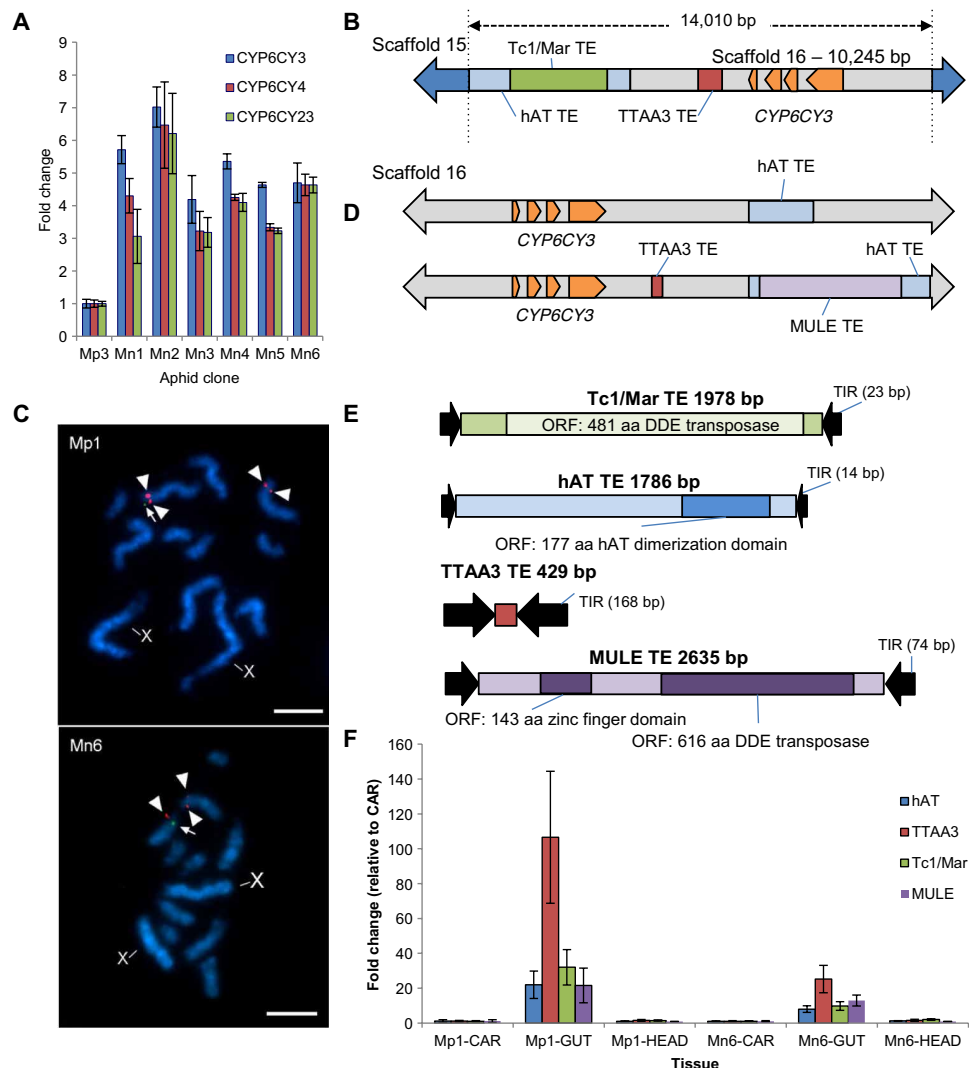 A
9
8
7
6
5
4
3
2
1
0
Fold change
CYP6CY3
CYP6CY4
CYP6CY23
Mp3 Mn1 Mn2 Mn3 Mn4 Mn5 Mn6
Aphid clone
B
14,010 bp
Scaffold 15
Tc1/Mar TE
Scaffold 16 – 10,245 bp
hAT TE
TTAA3 TE
CYP6CY3
Scaffold 16
hAT TE
D
CYP6CY3
TTAA3 TE
hAT TE
CYP6CY3
MULE TE
C
Mp1
X
X
Mn6
X
X
E
Tc1/Mar TE 1978 bp
TIR (23 bp)
ORF: 481 aa DDE transposase
hAT TE 1786 bp
TIR (14 bp)
ORF: 177 aa hAT dimerization domain
TTAA3 TE 429 bp
TIR (168 bp)
MULE TE 2635 bp
TIR (74 bp)
ORF: 143 aa zinc finger domain
ORF: 616 aa DDE transposase
F
160
140
120
100
80
60
40
20
0
Fold change (relative to CAR)
hAT
TTAA3
Tc1/Mar
MULE
Mp1-CAR Mp1-GUT Mp1-HEAD Mn6-CAR Mn6-GUT Mn6-HEAD
Tissue